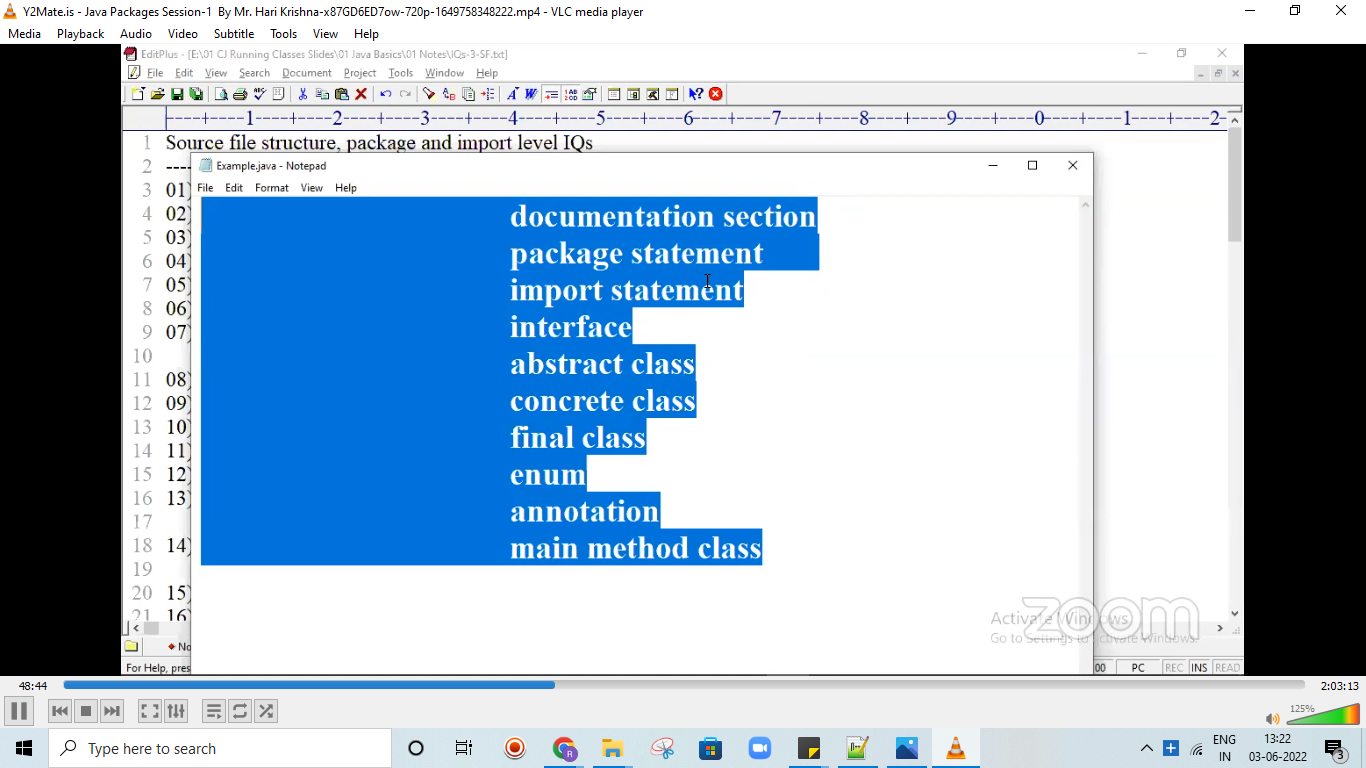 Y2Mate.is - Java Packages Session-1 By Mr. Hari Krishna-x87GD6ED7ow-720p-1649758348222.mp4 - VLC media player
Media Playback Audio Video Subtitle Tools View Help
EditPlus - [E:\01 CJ Running Classes Slides\01 Java Basics\01 Notes\IQs-3-SF.txt]
File Edit View Search Document Project Tools Window Help
----+----1----+----2----+----3----+----4----+----5----+----6----+----7----+----8----+----9----+----0----+----1----+----2-
1 Source file structure, package and import level IQs
2 ----
3 01)
4 02)
5 03)
6 04)
7 05)
8 06)
9 07)
10
11 08)
12 09)
13 10)
14 11)
15 12)
16 13)
17
18 14)
19
20 15)
21 16)
Example.java - Notepad
File Edit Format View Help
documentation section
package statement
import statement
interface
abstract class
concrete class
final class
enum
annotation
main method class
Activate Windows
Go to Settings to activate Windows.
zoom
No
For Help, pres
00 PC REC INS READ
48:44
2:03:13
125%
Type here to search
ENG
IN
13:22
03-06-2022
3